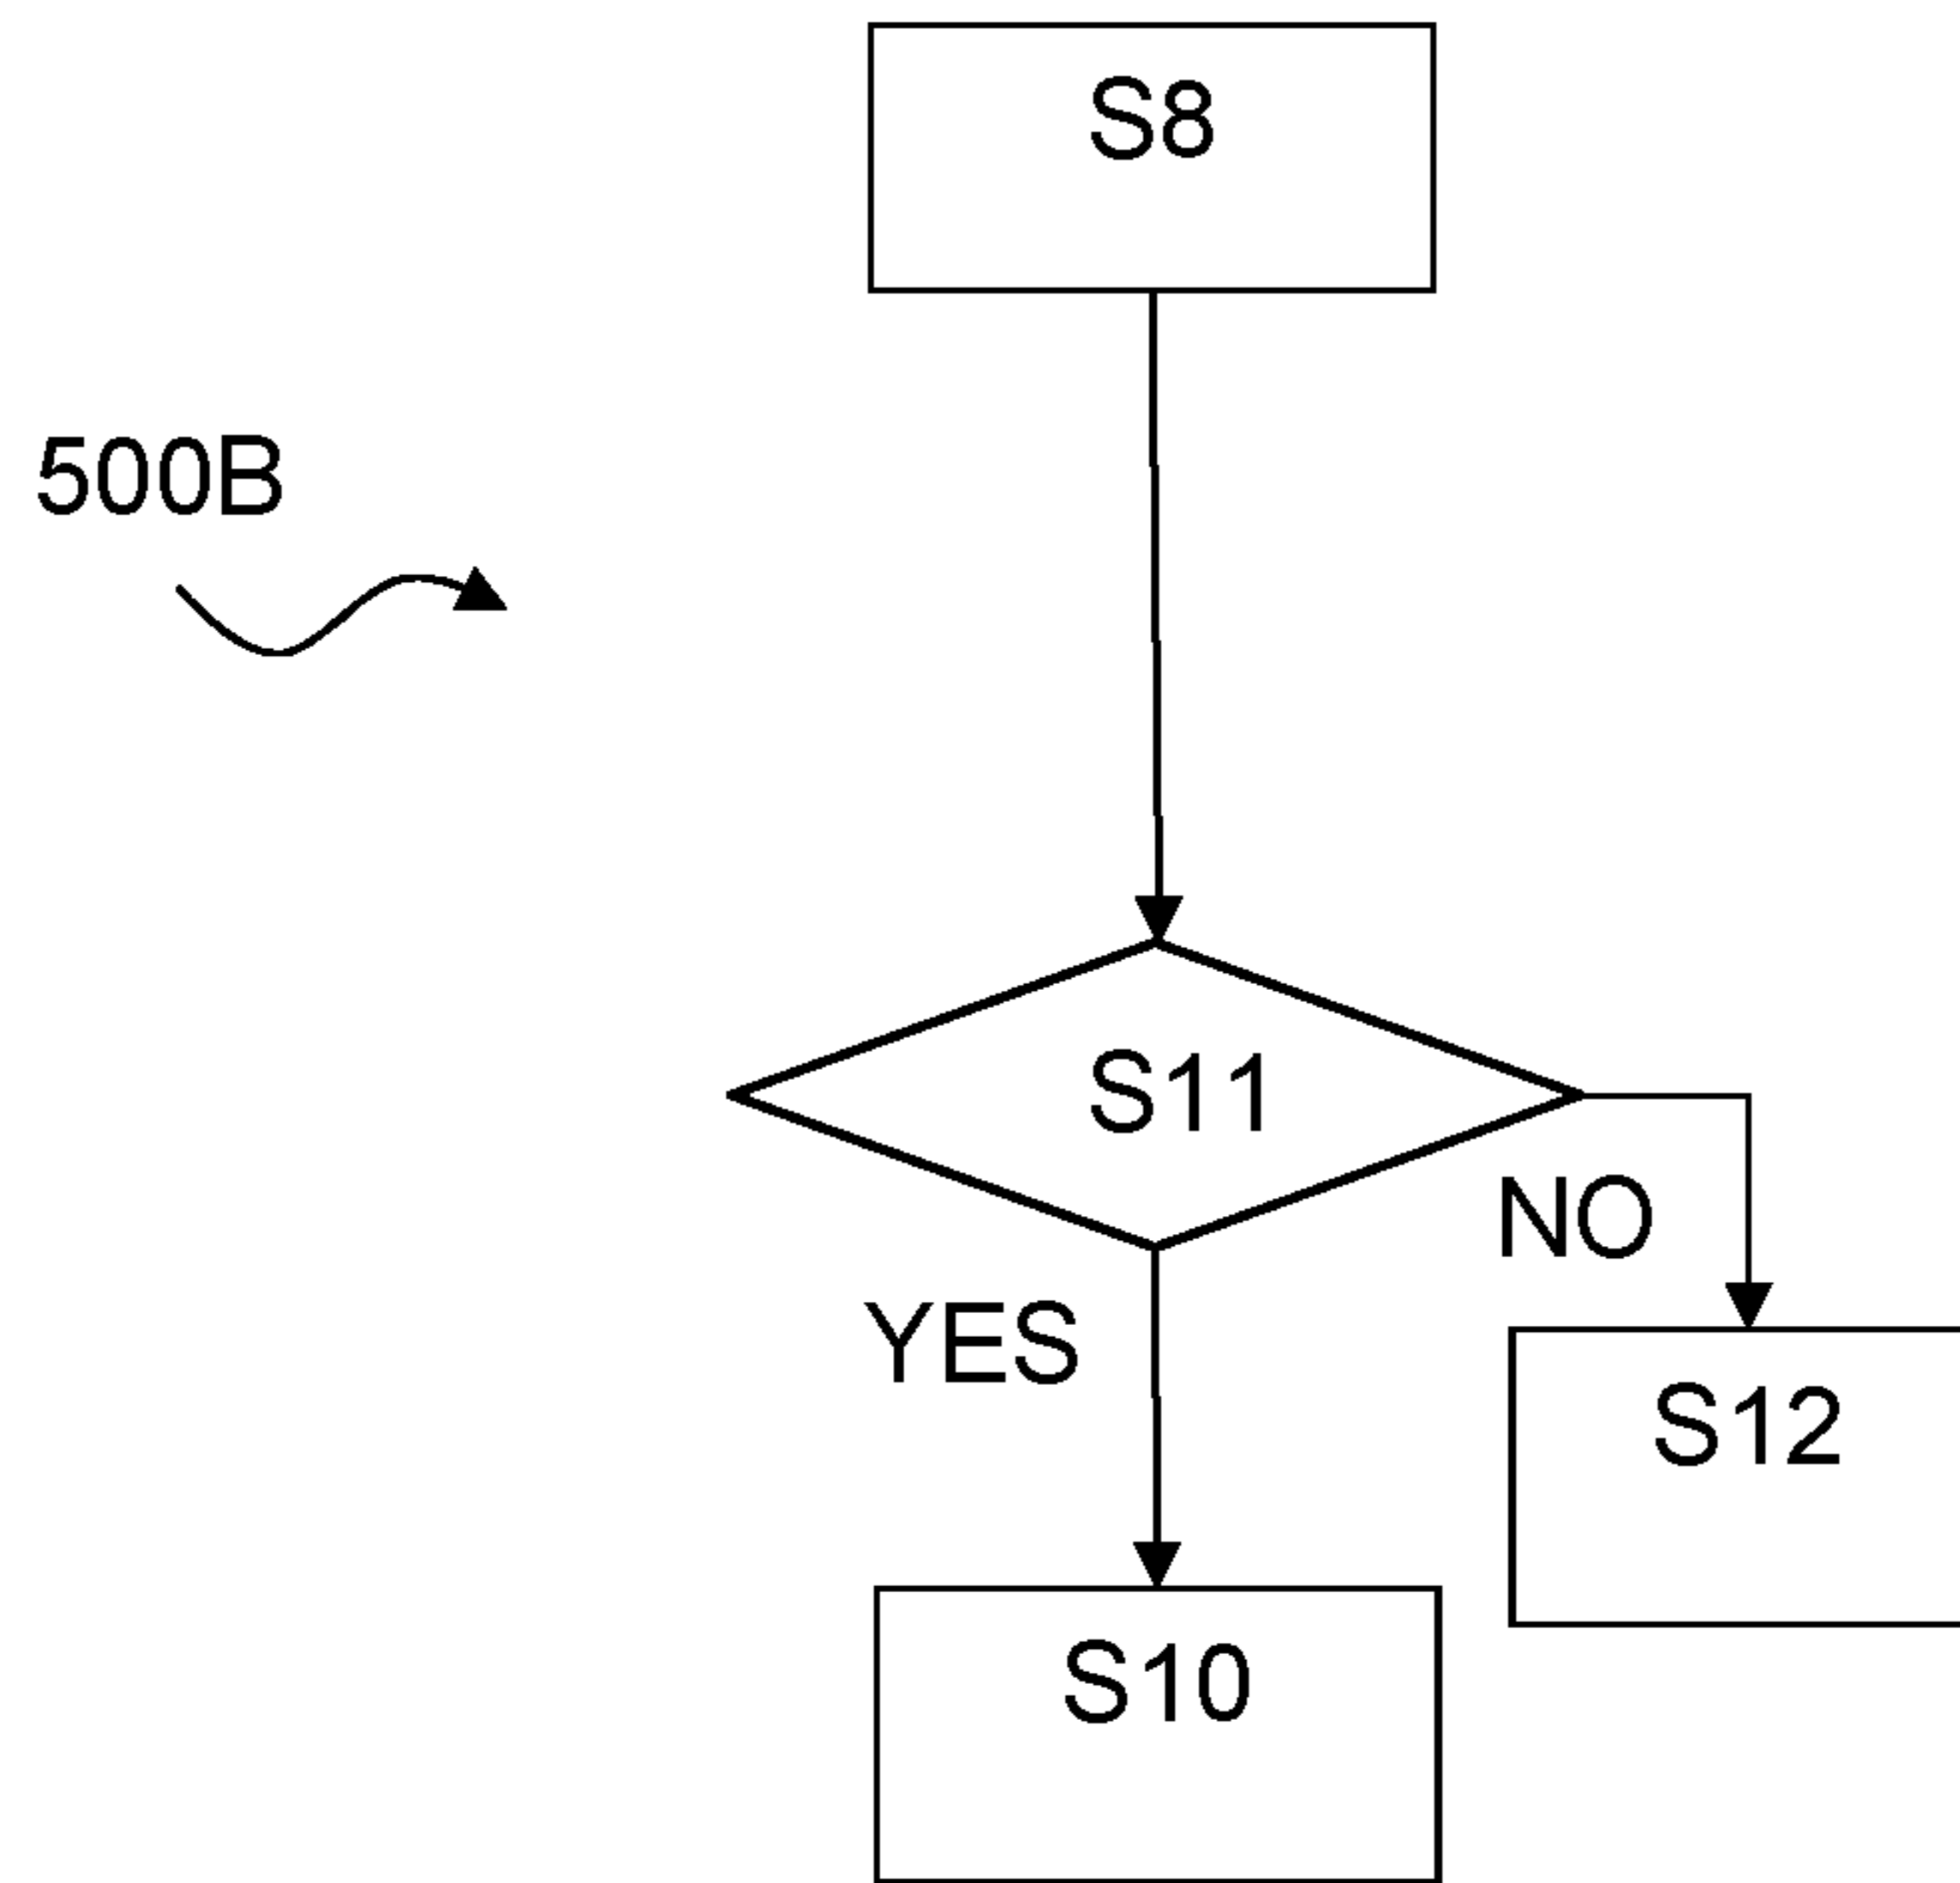 S8
500B
S11
NO
YES
S12
S10